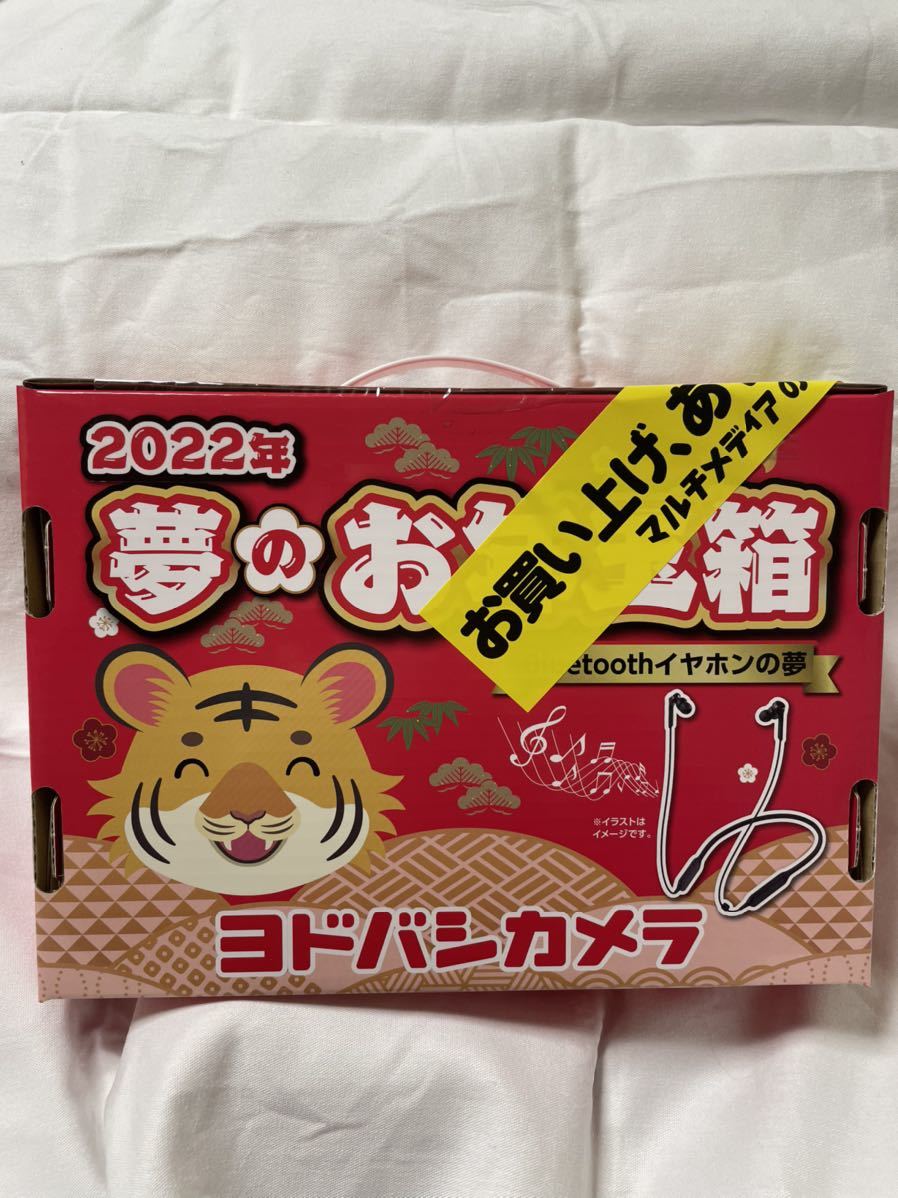 2022年
夢のお
箱
お買い上げ、あ
マルチメディアの
etoothイヤホンの夢
※イラストは
イメージです。
ヨドバシカメラ